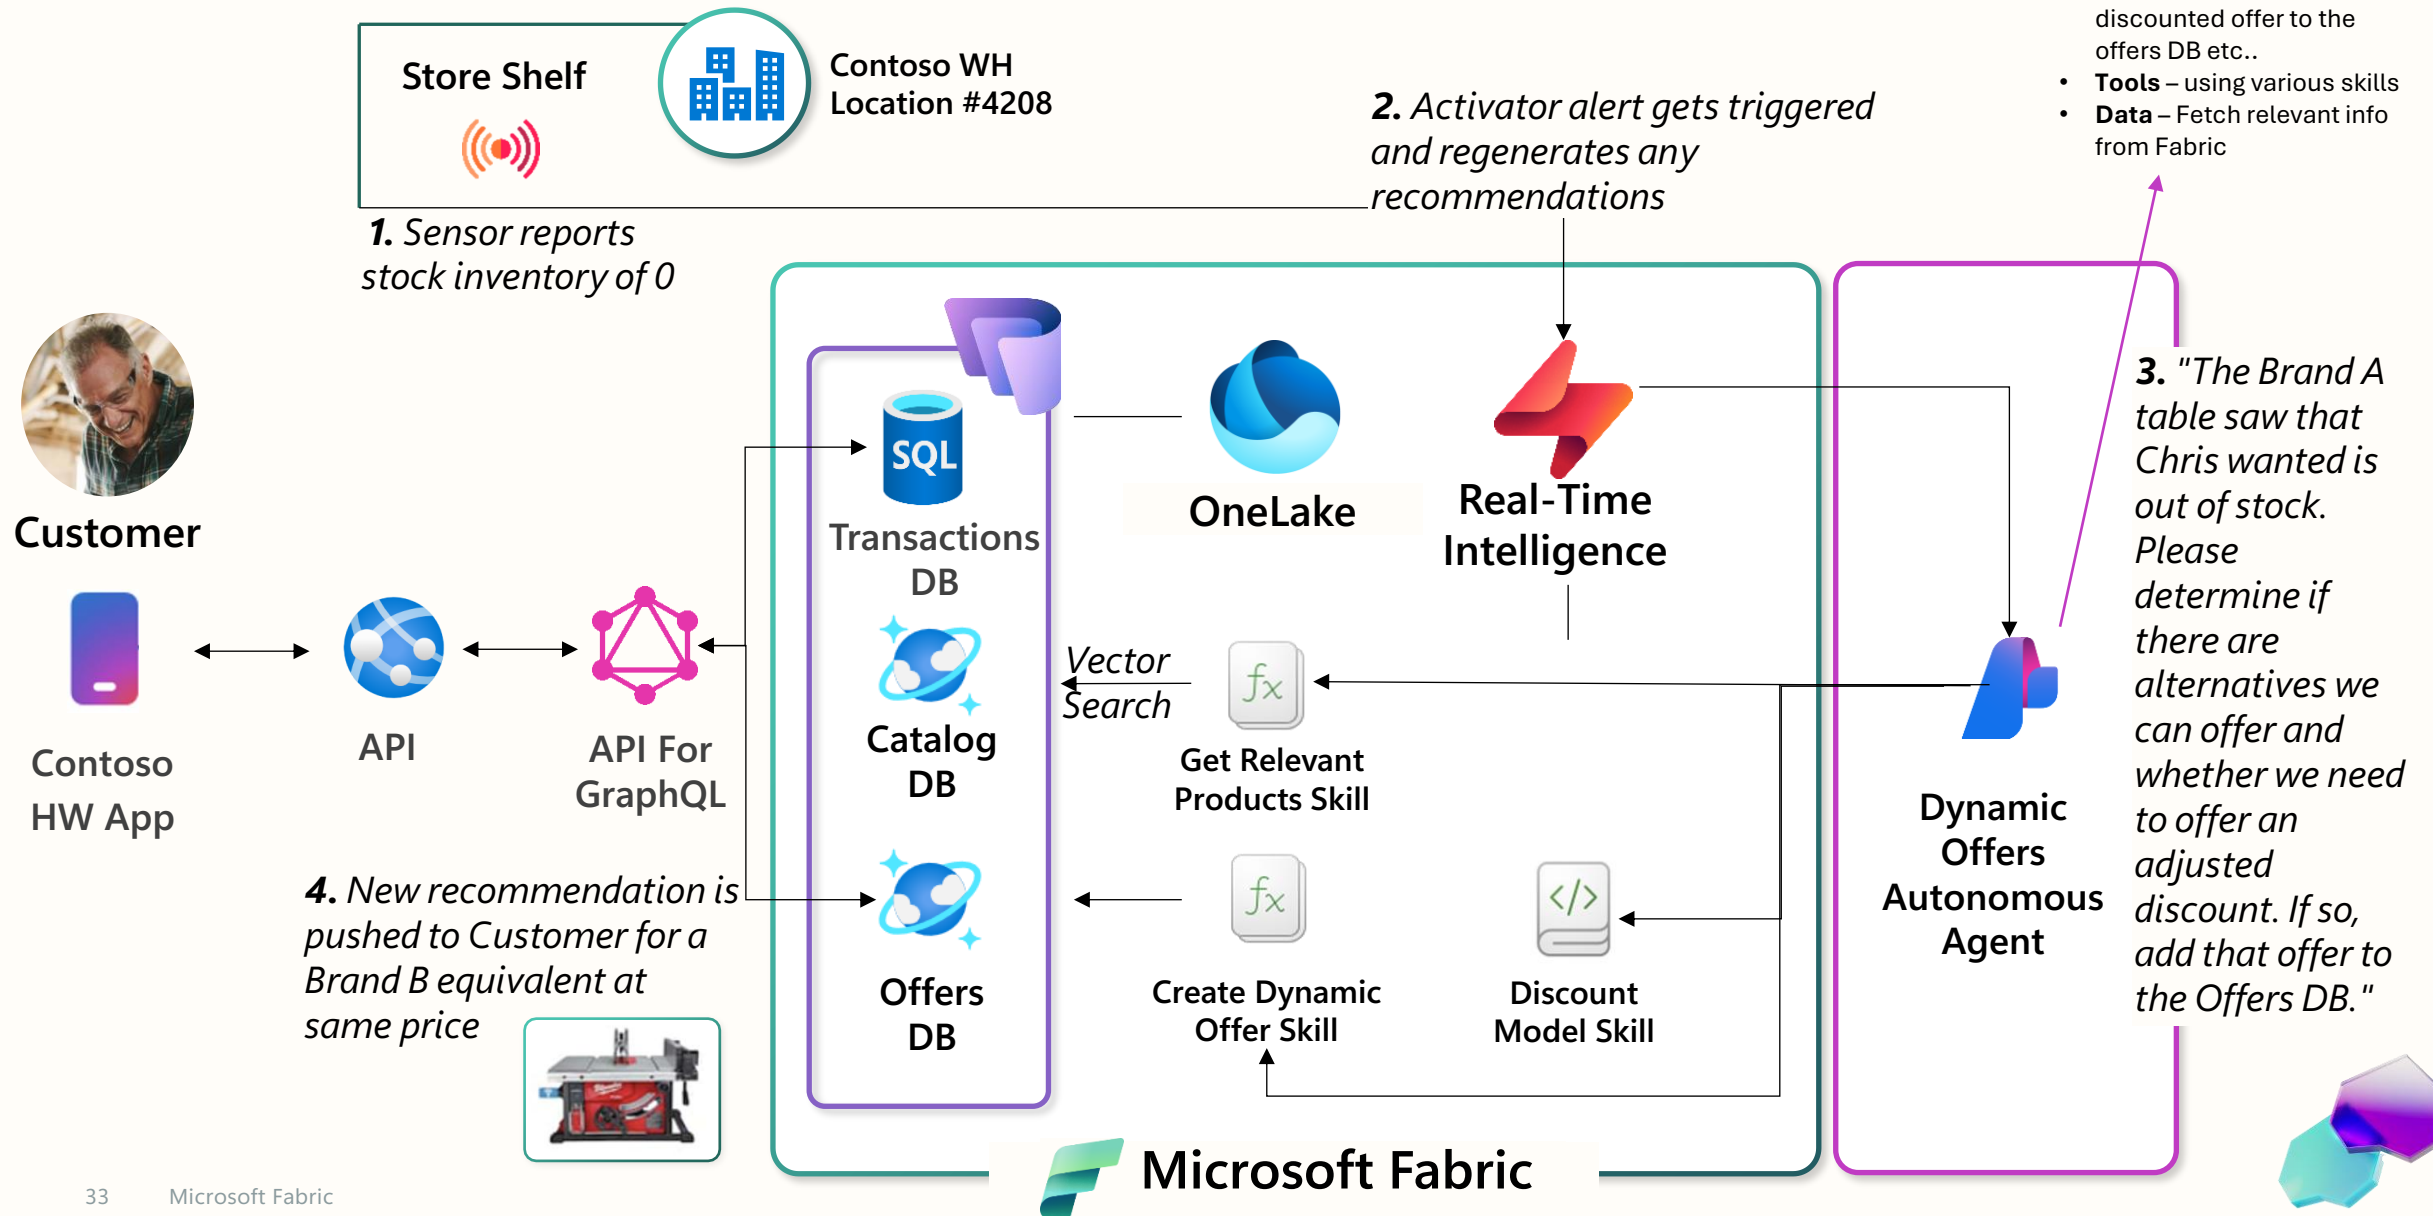 discounted offer to the
offers DB etc..
• Tools – using various skills
• Data – Fetch relevant info
from Fabric
Store Shelf
Contoso WH
Location #4208
2. Activator alert gets triggered
and regenerates any
recommendations
1. Sensor reports
stock inventory of 0
Customer
Contoso
HW App
API
API For
GraphQL
SQL
Transactions
DB
Catalog
DB
Offers
DB
OneLake
Real-Time
Intelligence
Vector
Search
Get Relevant
Products Skill
Create Dynamic
Offer Skill
</>
Discount
Model Skill
Dynamic
Offers
Autonomous
Agent
3. "The Brand A
table saw that
Chris wanted is
out of stock.
Please
determine if
there are
alternatives we
can offer and
whether we need
to offer an
adjusted
discount. If so,
add that offer to
the Offers DB."
4. New recommendation is
pushed to Customer for a
Brand B equivalent at
same price
fx
fx
Microsoft Fabric
33 Microsoft Fabric